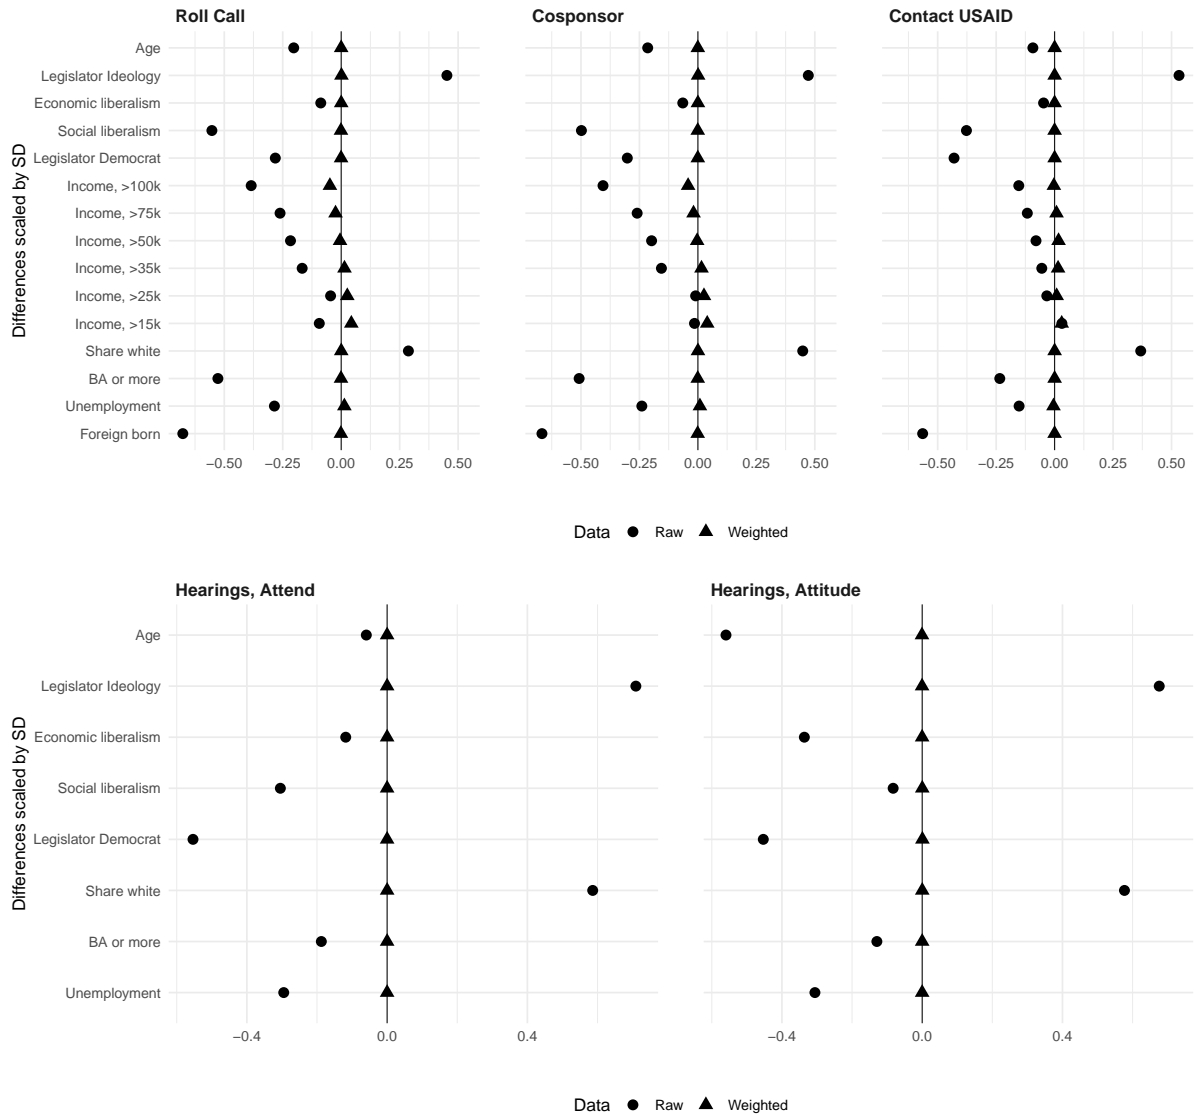 Roll Call
Cosponsor
Contact USAID
Differences scaled by SD
Age
Legislator Ideology
Economic liberalism
Social liberalism
Legislator Democrat
Income, >100k
Income, >75k
Income, >50k
Income, >35k
Income, >25k
Income, >15k
Share white
BA or more
Unemployment
Foreign born
−0.50 −0.25 0.00 0.25 0.50
−0.50 −0.25 0.00 0.25 0.50
−0.50 −0.25 0.00 0.25 0.50
Data Raw Weighted
Hearings, Attend
Hearings, Attitude
Differences scaled by SD
Age
Legislator Ideology
Economic liberalism
Social liberalism
Legislator Democrat
Share white
BA or more
Unemployment
−0.4 0.0 0.4
−0.4 0.0 0.4
Data Raw Weighted